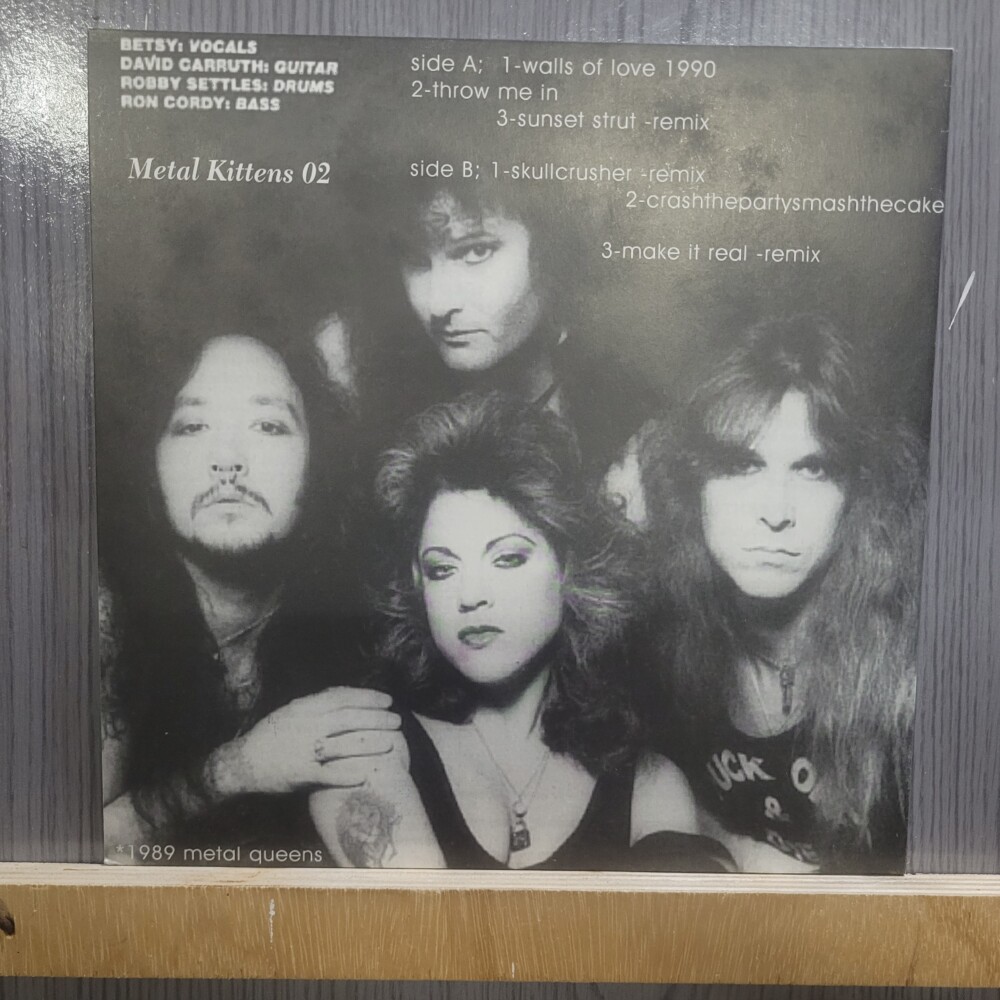 BETSY: VOCALS
DAVID CARRUTH: GUITAR
ROBBY SETTLES: DRUMS
RON CORDY: BASS
Metal Kittens 02
side A; 1-walls of love 1990
2-throw me in
3-sunset strut -remix
side B; 1-skullcrusher -remix
2-crashthepartysmashthecake
3-make it real -remix
UCK O
&
*1989 metal queens